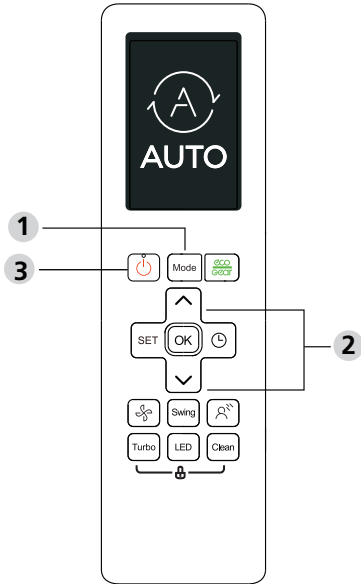 A
AUTO
1
3
Mode
eco
Gear
SET
OK
2
Swing
Turbo
LED
Clean